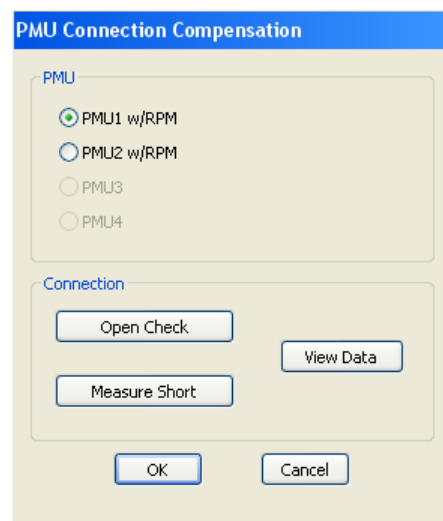 PMU Connection Compensation
PMU
PMU1 w/RPM
PMU2 w/RPM
PMU3
PMU4
Connection
Open Check
View Data
Measure Short
OK
Cancel